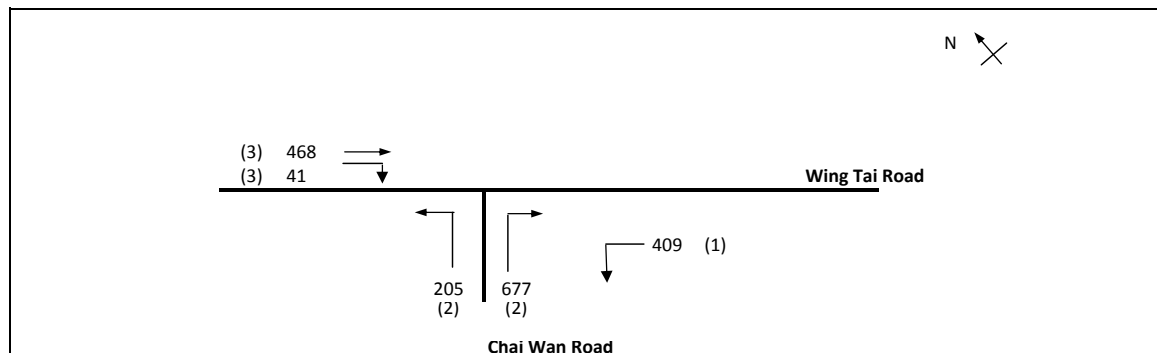 N
(3) 468
(3) 41
Wing Tai Road
409 (1)
205 677
(2) (2)
Chai Wan Road